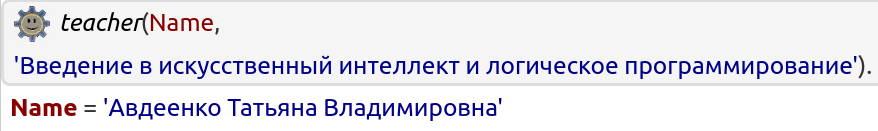 teacher(Name,
'Введение в искусственный интеллект и логическое программирование').
Name = 'Авдеенко Татьяна Владимировна'